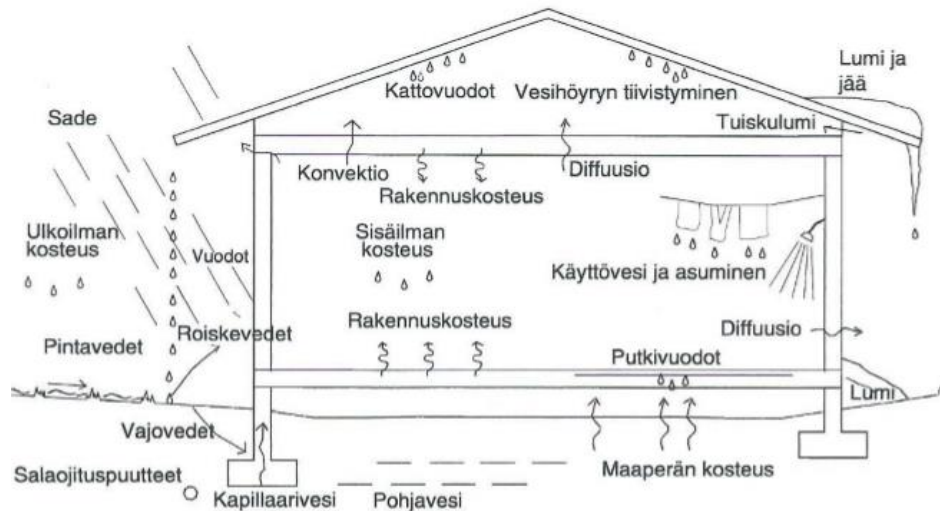 Lumi ja
jää
Kattovuodot
Vesihöyryn tiivistyminen
Sade
Tuiskulumi
Konvektio
Diffuusio
Rakennuskosteus
Ulkoilman
kosteus
Sisäilman
kosteus
Vuodot
Käyttövesi ja asuminen
Rakennuskosteus
Roiskevedet
Diffuusio
Pintavedet
Putkivuodot
Lumi
Vajovedet
Maaperän kosteus
Salaojituspuutteet
Kapillaarivesi
Pohjavesi